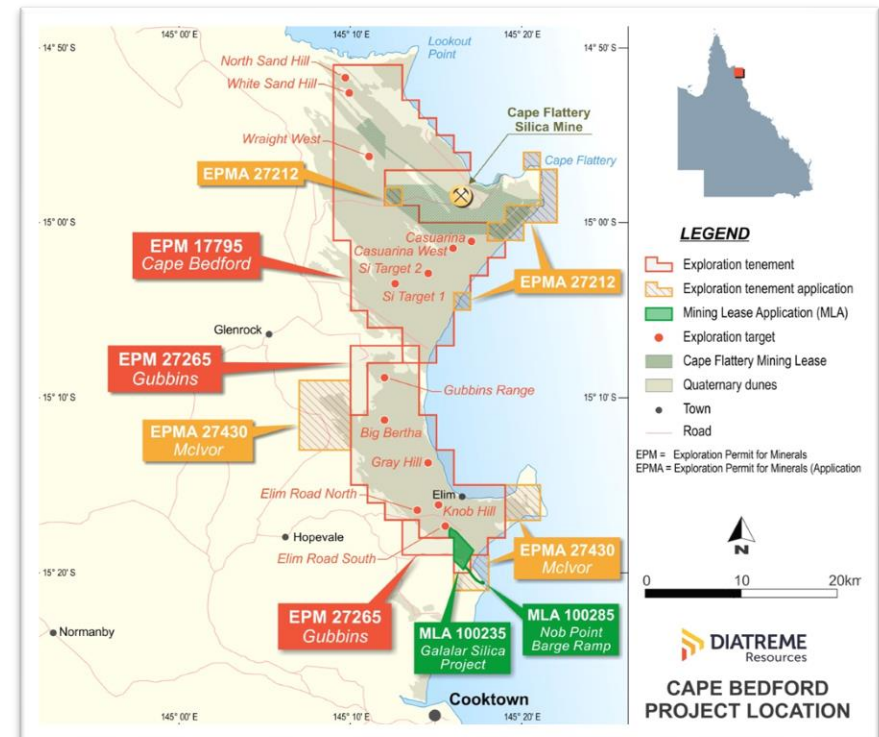 145° 00' E
145° 10' E
145° 20' E
14° 50' S
14° 50' S
Lookout
Point
North Sand Hill
White Sand Hill
Cape Flattery
Silica Mine
Wraight West
Cape Flattery
EPMA 27212
15° 00' S
15° 00' S
EPM 17795
Cape Bedford
Casuarina
Casuarina West
Si Target 2
Si Target 1
EPMA 27212
Glenrock
EPM 27265
Gubbins
Gubbins Range
15° 10' S
15° 10' S
EPMA 27430
McIvor
Big Bertha
Gray Hill
Elim Road North
Elim
Knob Hill
Hopevale
Elim Road South
EPMA 27430
McIvor
15° 20' S
15° 20' S
EPM 27265
Gubbins
MLA 100235
Galalar Silica
Project
MLA 100285
Nob Point
Barge Ramp
Normanby
Cooktown
145° 00' E
145° 10' E
145° 20' E
LEGEND
Exploration tenement
Exploration tenement application
Mining Lease Application (MLA)
Exploration target
Cape Flattery Mining Lease
Quaternary dunes
Town
Road
EPM = Exploration Permit for Minerals
EPMA = Exploration Permit for Minerals (Application
N
0 10 20km
DIATREME
Resources
CAPE BEDFORD
PROJECT LOCATION